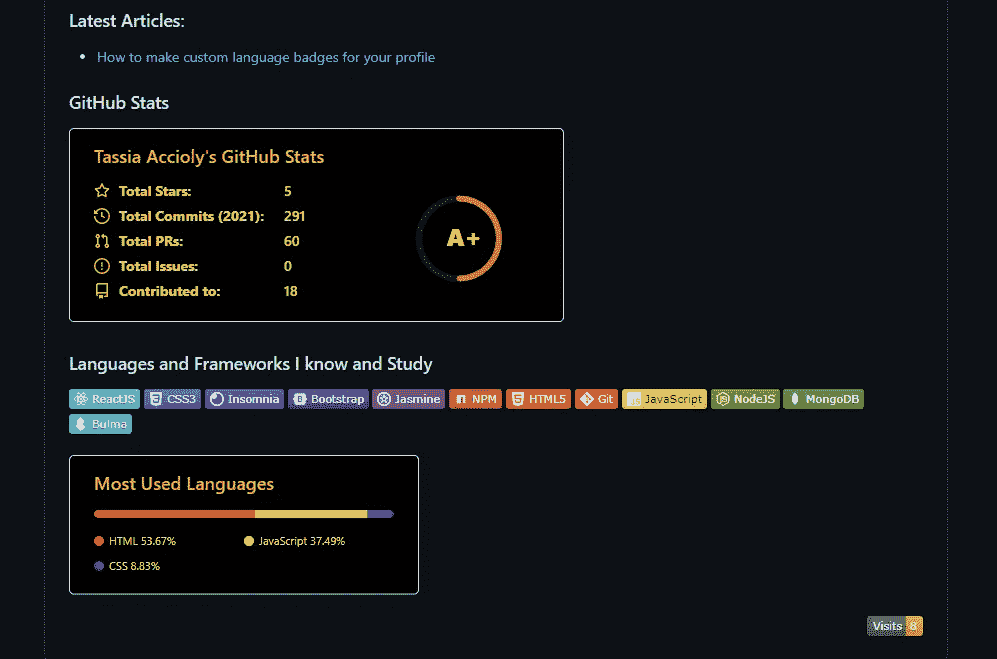 Latest Articles:
How to make custom language badges for your profile
GitHub Stats
Tassia Accioly's GitHub Stats
Total Stars: 5
Total Commits (2021): 291
Total PRs: 60
Total Issues: 0
Contributed to: 18
A+
Languages and Frameworks I know and Study
ReactJS CSS3 Insomnia Bootstrap Jasmine NPM HTML5 Git JavaScript NodeJS MongoDB
Bulma
Most Used Languages
HTML 53.67% JavaScript 37.49%
CSS 8.83%
Visits 8